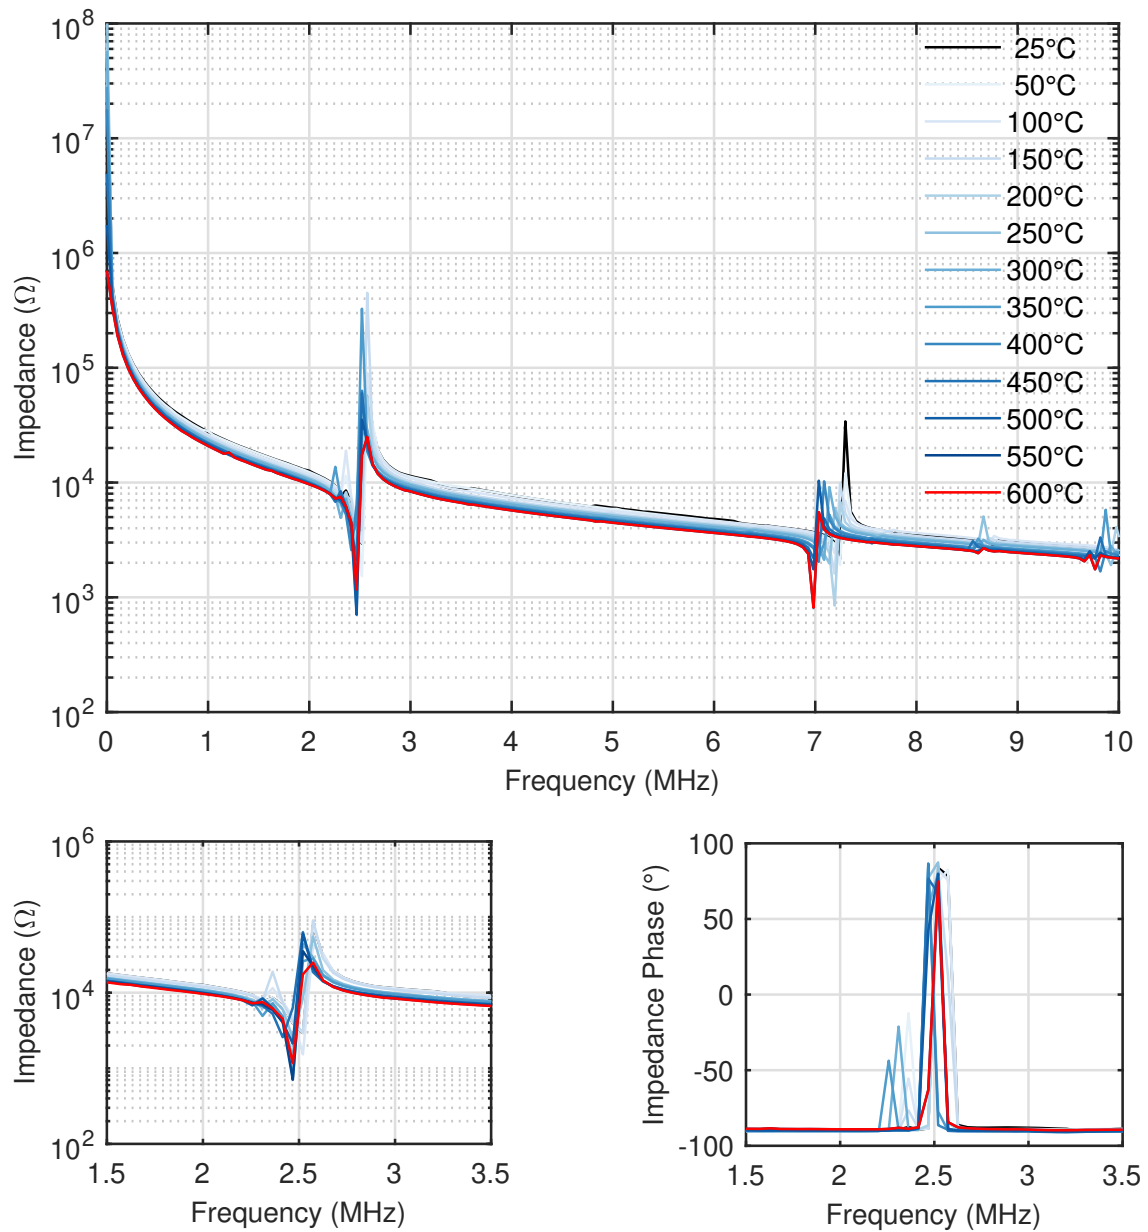 10^8
10^7
10^6
10^5
10^4
10^3
10^2
Impedance (Ω)
25°C
50°C
100°C
150°C
200°C
250°C
300°C
350°C
400°C
450°C
500°C
550°C
600°C
0 1 2 3 4 5 6 7 8 9 10
Frequency (MHz)
10^6
10^4
10^2
Impedance (Ω)
1.5 2 2.5 3 3.5
Frequency (MHz)
100
50
0
-50
-100
Impedance Phase (°)
1.5 2 2.5 3 3.5
Frequency (MHz)